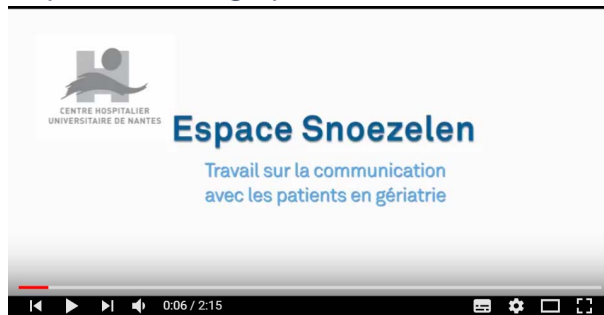 CENTRE HOSPITALIER
UNIVERSITAIRE DE NANTES
Espace Snoezelen
Travail sur la communication
avec les patients en gériatrie
0:06 / 2:15